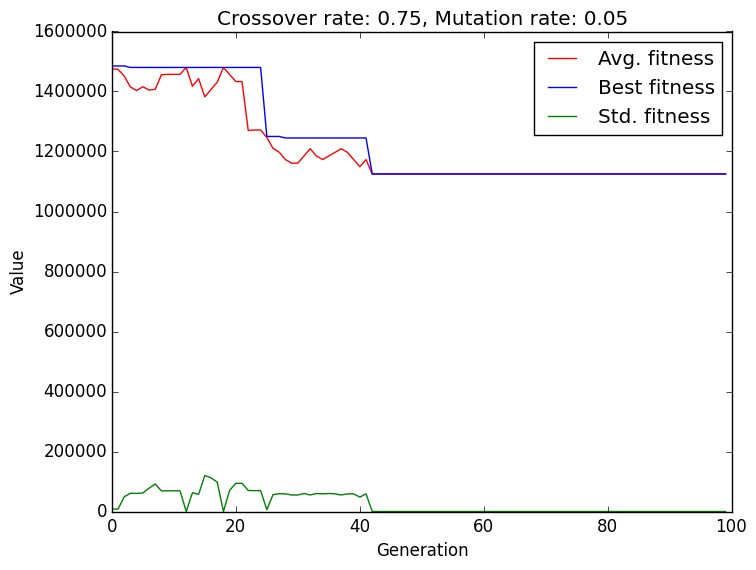 Crossover rate: 0.75, Mutation rate: 0.05
1600000
1400000
1200000
1000000
800000
600000
400000
200000
0
Value
Avg. fitness
Best fitness
Std. fitness
0 20 40 60 80 100
Generation